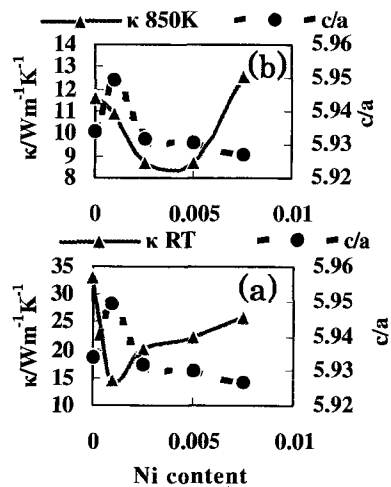 κ 850K c/a
14 5.96
13 (b)
12 5.95
11 5.94
10 5.93
9
8 5.92
κ/Wm⁻¹K⁻¹ c/a
0 0.005 0.01
κ RT c/a
35 (a) 5.96
30 5.95
25 5.94
20 5.93
15
10 5.92
κ/Wm⁻¹K⁻¹ c/a
0 0.005 0.01
Ni content